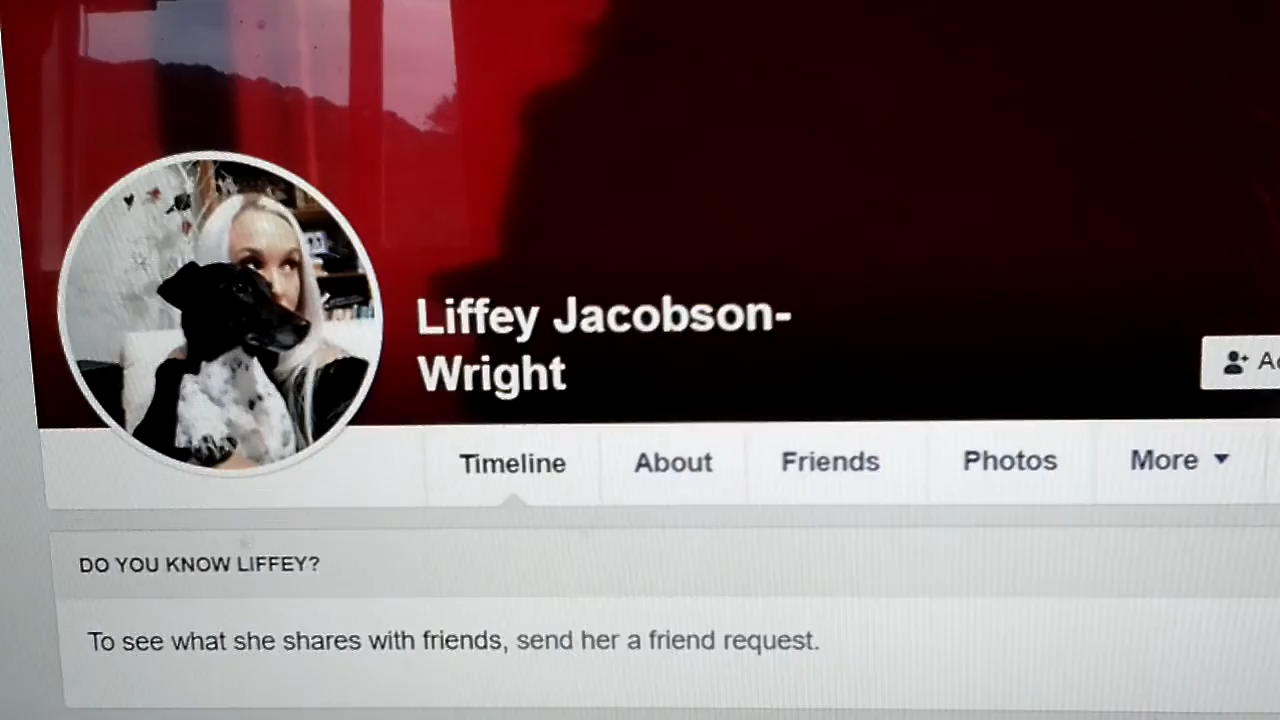 Liffey Jacobson-
Wright
Timeline About Friends Photos More
DO YOU KNOW LIFFEY?
To see what she shares with friends, send her a friend request.